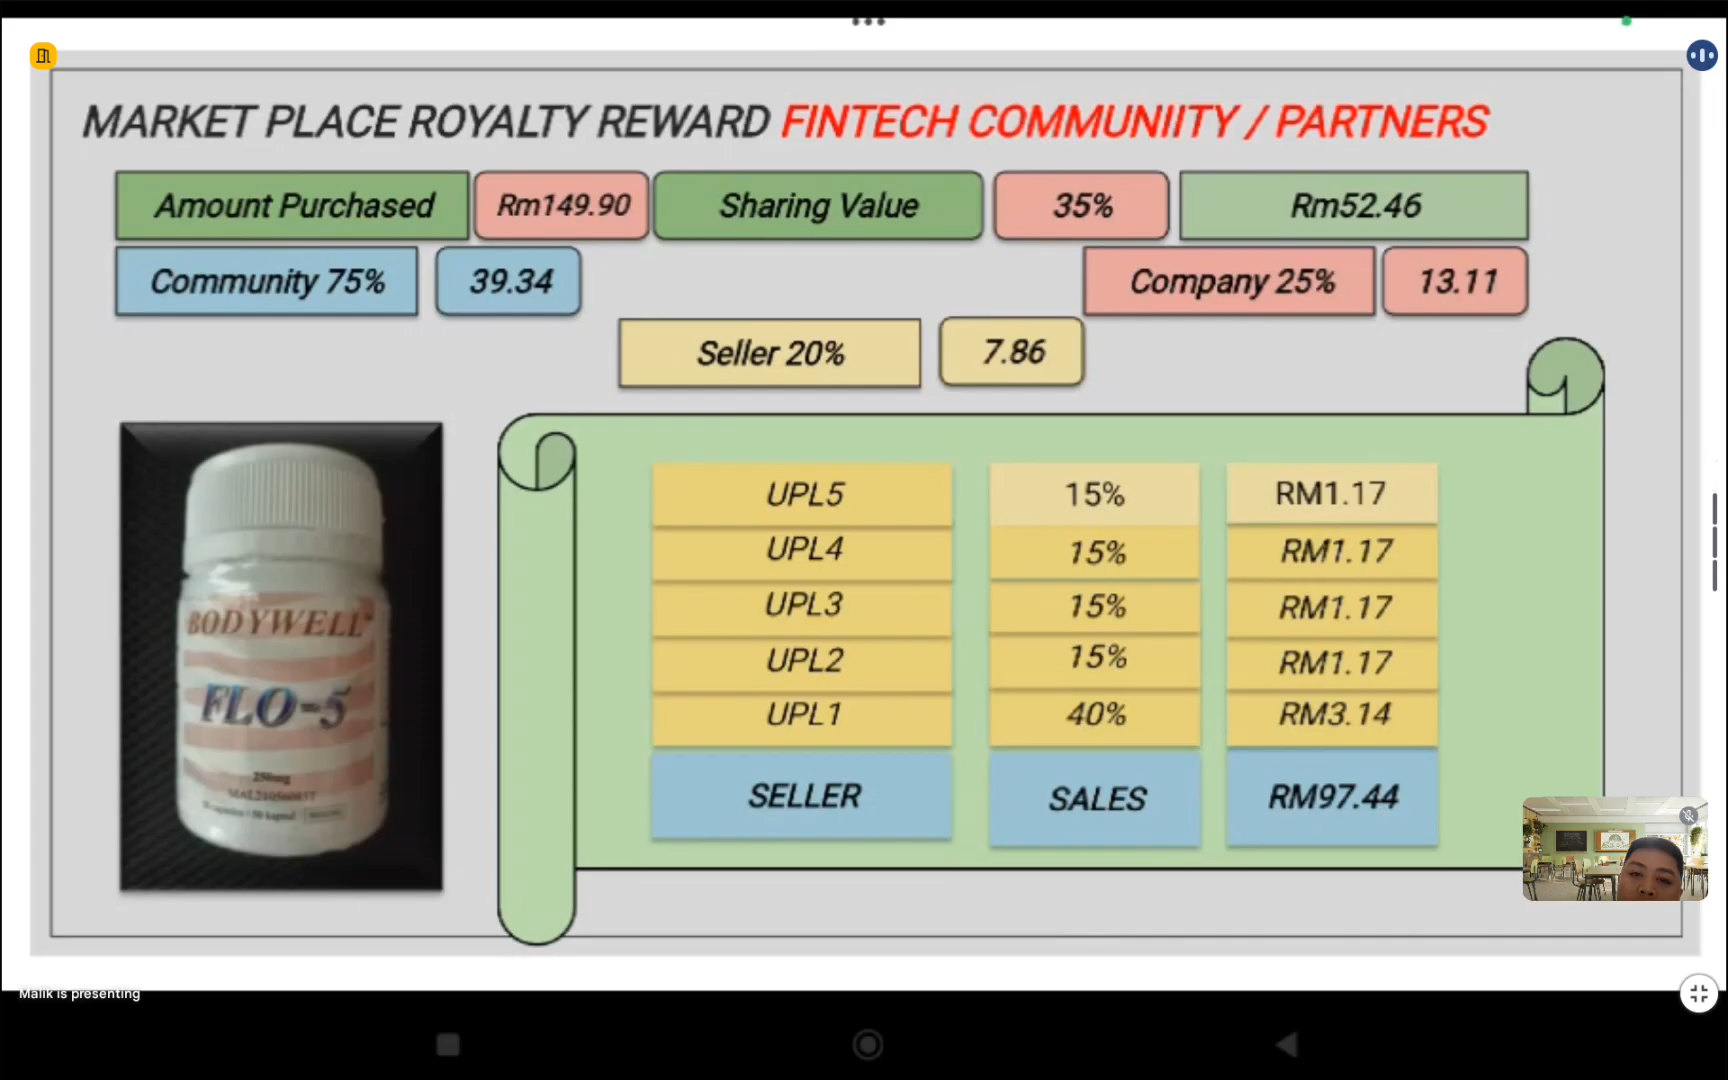 MARKET PLACE ROYALTY REWARD FINTECH COMMUNIITY / PARTNERS
Amount Purchased Rm149.90 Sharing Value 35% Rm52.46
Community 75% 39.34 Company 25% 13.11
Seller 20% 7.86
UPL5 15% RM1.17
UPL4 15% RM1.17
UPL3 15% RM1.17
UPL2 15% RM1.17
UPL1 40% RM3.14
SELLER SALES RM97.44
BODYWELL
FLO-5
250mg
Malik is presenting